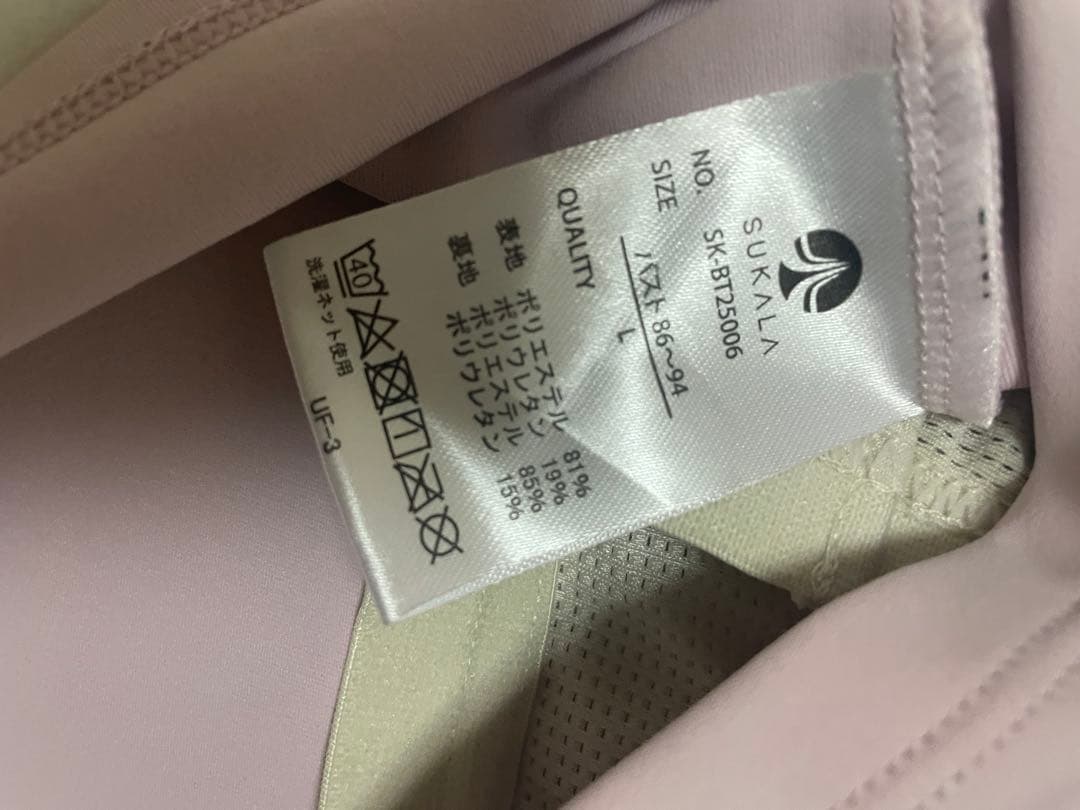 SUKALA
NO. SK-BT25006
SIZE バスト 86〜94
L
QUALITY
表地 ポリエステル 81%
ポリウレタン 19%
裏地 ポリエステル 85%
ポリウレタン 15%
40
洗濯ネット使用
UF-3